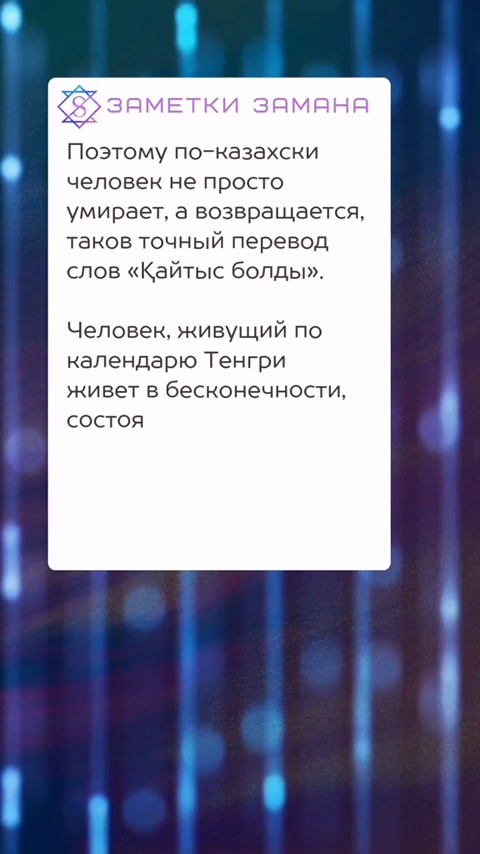 ЗАМЕТКИ ЗАМАНА
Поэтому по-казахски
человек не просто
умирает, а возвращается,
таков точный перевод
слов «Қайтыс болды».
Человек, живущий по
календарю Тенгри
живет в бесконечности,
состоя